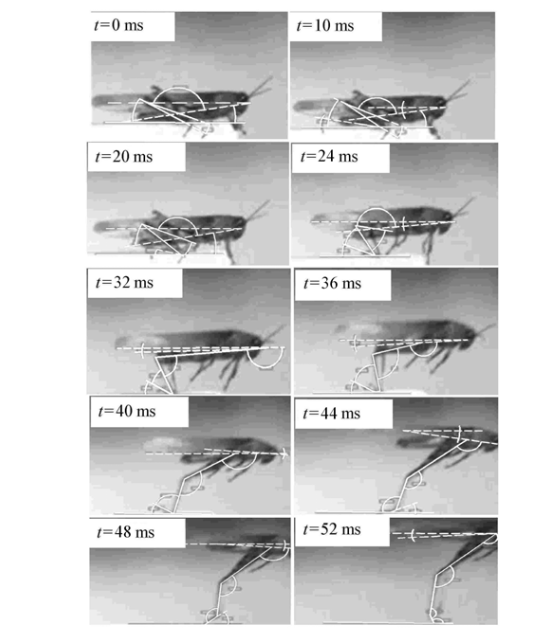 t=0 ms
t=10 ms
t=20 ms
t=24 ms
t=32 ms
t=36 ms
t=40 ms
t=44 ms
t=48 ms
t=52 ms